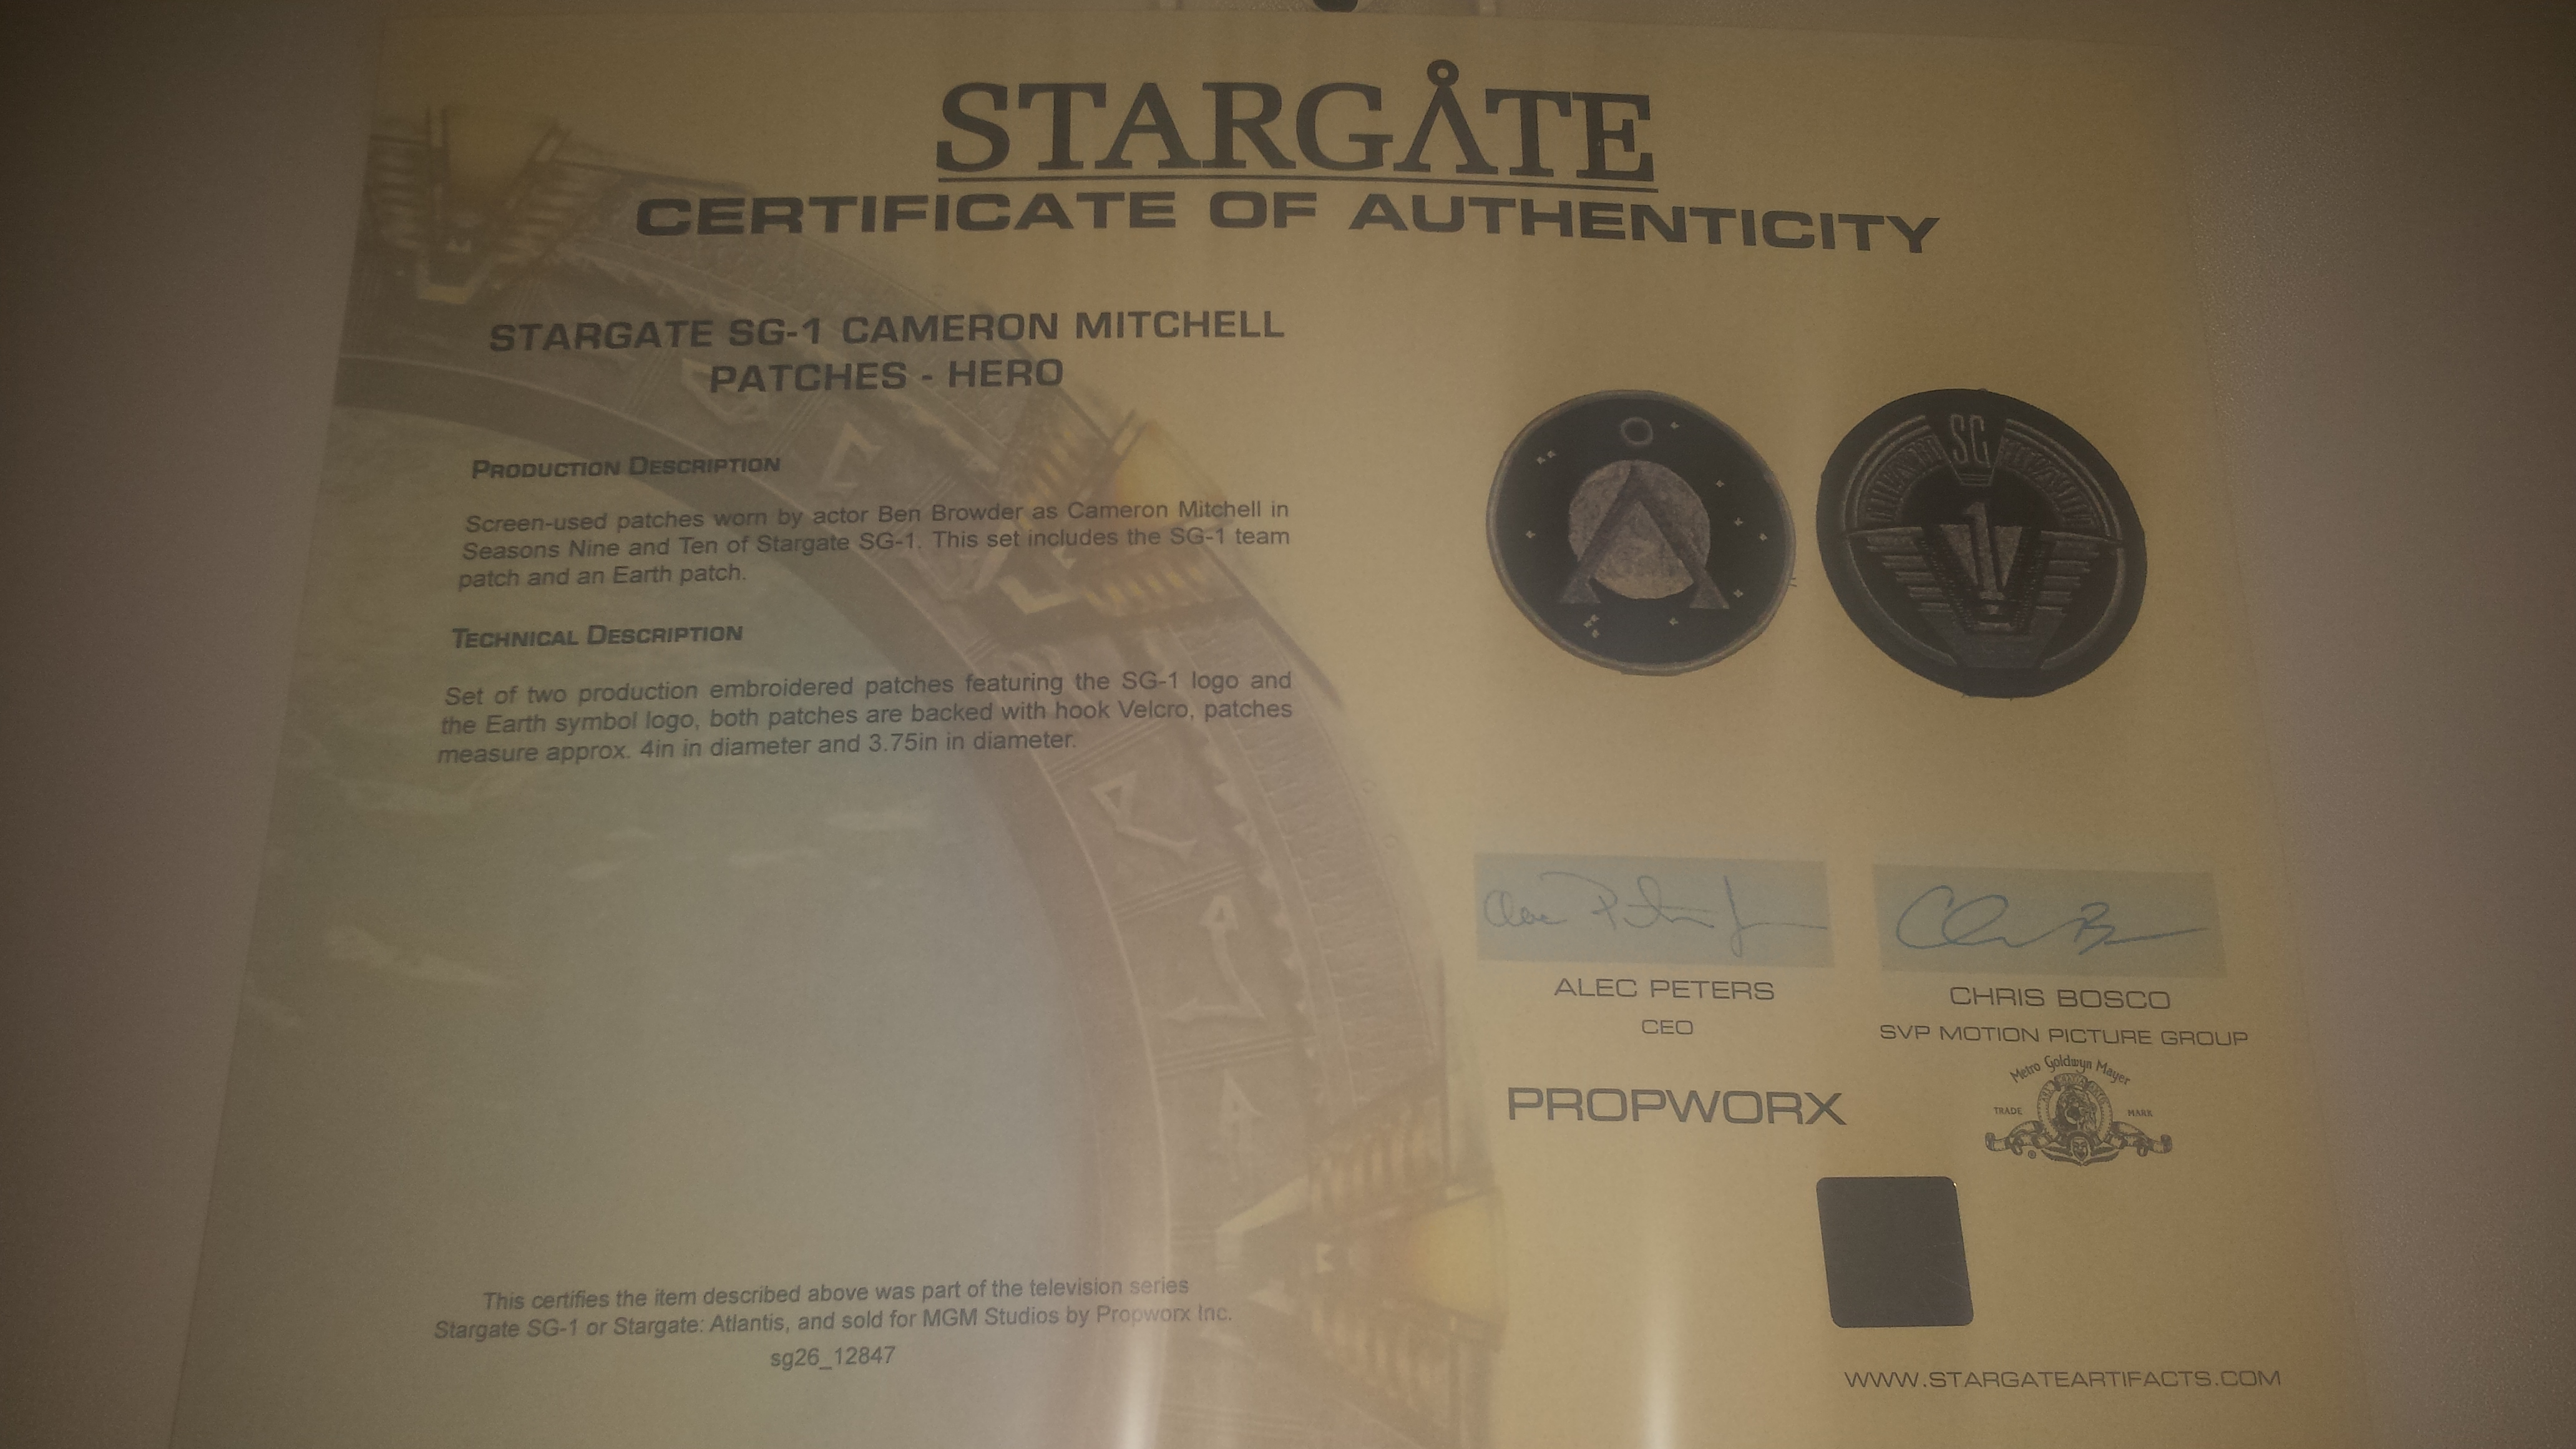 STARGATE
CERTIFICATE OF AUTHENTICITY
STARGATE SG-1 CAMERON MITCHELL
PATCHES - HERO
PRODUCTION DESCRIPTION
Screen-used patches worn by actor Ben Browder as Cameron Mitchell in
Seasons Nine and Ten of Stargate SG-1. This set includes the SG-1 team
patch and an Earth patch.
TECHNICAL DESCRIPTION
Set of two production embroidered patches featuring the SG-1 logo and
the Earth symbol logo, both patches are backed with hook Velcro, patches
measure approx. 4in in diameter and 3.75in in diameter.
SG
1
ALEC PETERS
CEO
CHRIS BOSCO
SVP MOTION PICTURE GROUP
PROPWORX
Metro Goldwyn Mayer
TRADE MARK
This certifies the item described above was part of the television series
Stargate SG-1 or Stargate: Atlantis, and sold for MGM Studios by Propworx Inc.
sg26_12847
WWW.STARGATEARTIFACTS.COM